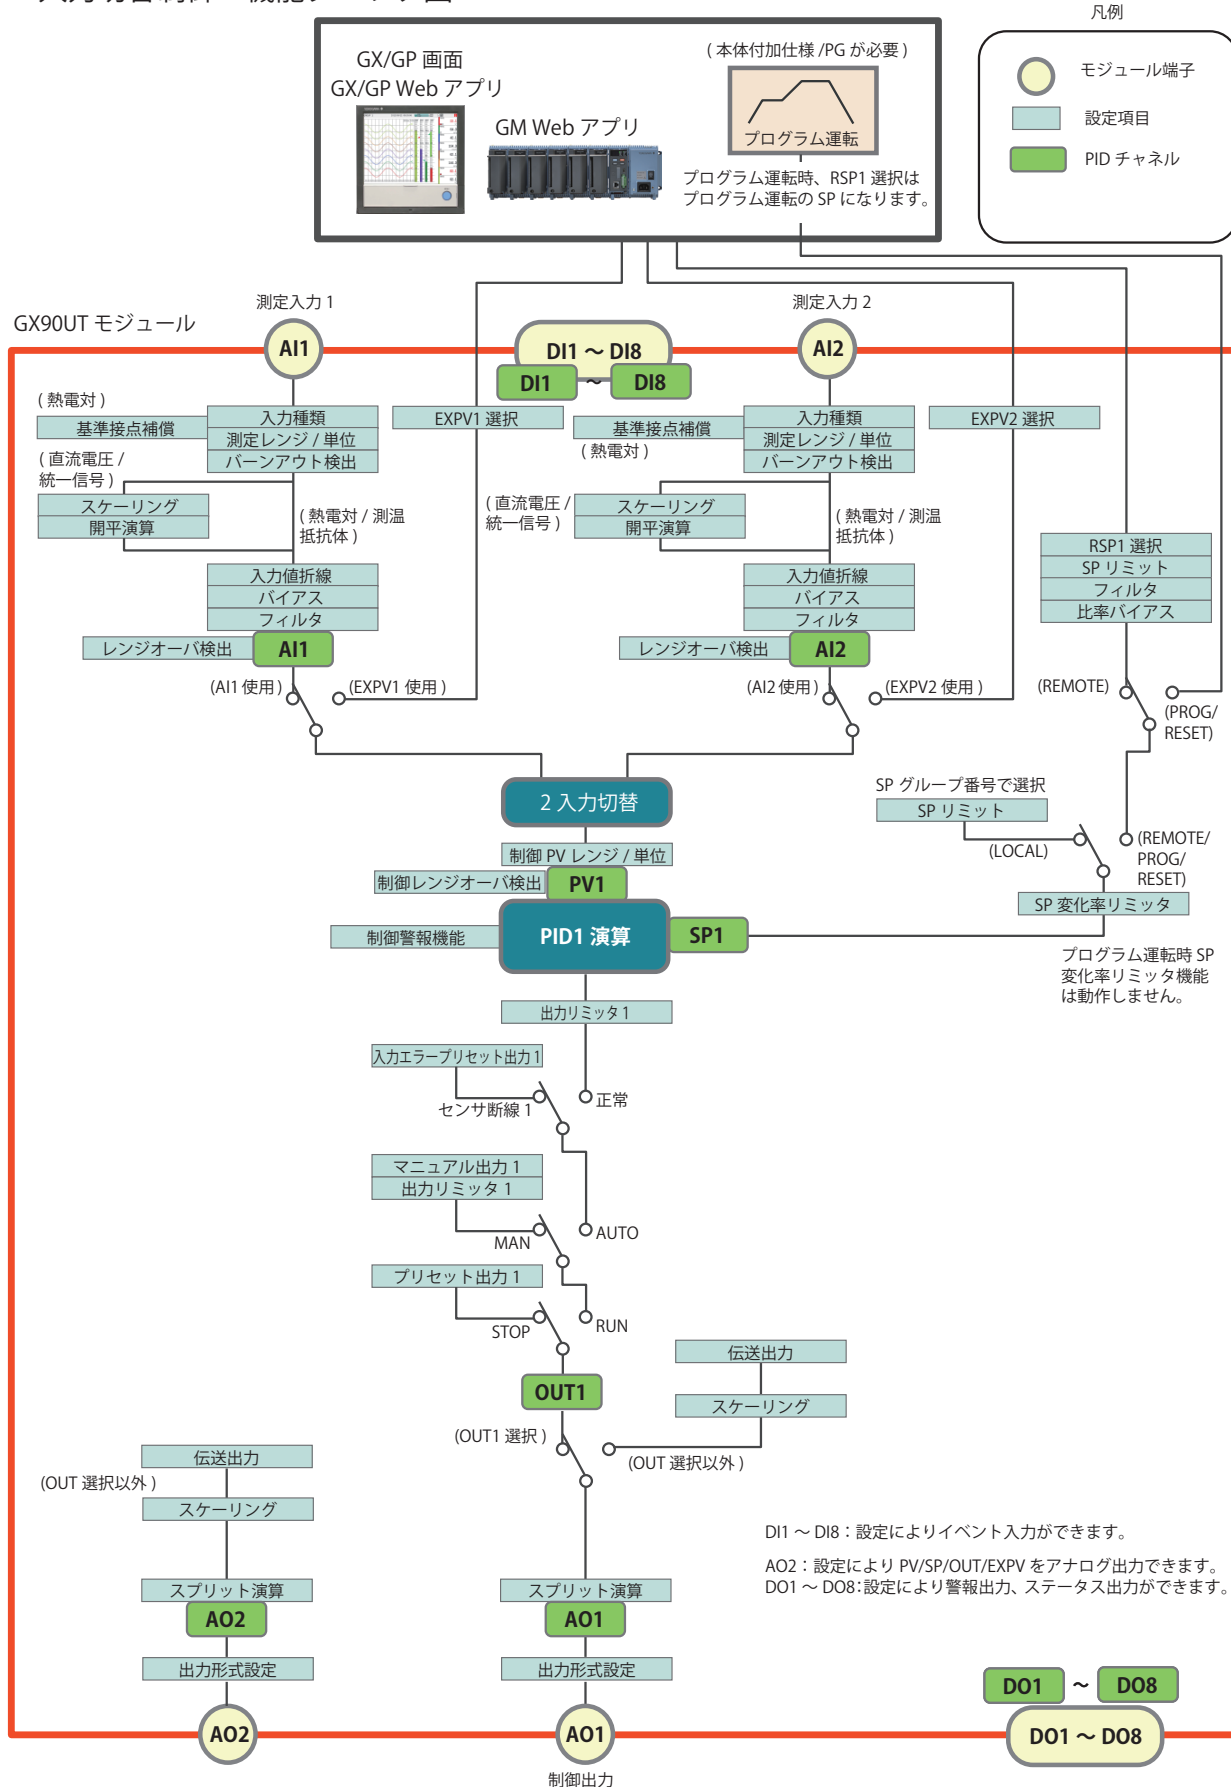 凡例
GX/GP 画面
GX/GP Web アプリ
GM Web アプリ
( 本体付加仕様 /PG が必要 )
プログラム運転
プログラム運転時、RSP1 選択は
プログラム運転の SP になります。
モジュール端子
設定項目
PID チャネル
GX90UT モジュール
測定入力 1
測定入力 2
AI1
DI1 ～ DI8
AI2
DI1
～
DI8
( 熱電対 )
基準接点補償
入力種類
測定レンジ / 単位
バーンアウト検出
EXPV1 選択
基準接点補償
( 熱電対 )
入力種類
測定レンジ / 単位
バーンアウト検出
EXPV2 選択
( 直流電圧 /
統一信号 )
スケーリング
開平演算
( 熱電対 / 測温
抵抗体 )
( 直流電圧 /
統一信号 )
スケーリング
開平演算
( 熱電対 / 測温
抵抗体 )
入力値折線
バイアス
フィルタ
レンジオーバ検出
AI1
入力値折線
バイアス
フィルタ
レンジオーバ検出
AI2
RSP1 選択
SP リミット
フィルタ
比率バイアス
(AI1 使用 )
(EXPV1 使用 )
(AI2 使用 )
(EXPV2 使用 )
(REMOTE)
(PROG/
RESET)
2 入力切替
SP グループ番号で選択
SP リミット
(LOCAL)
(REMOTE/
PROG/
RESET)
制御 PV レンジ / 単位
制御レンジオーバ検出
PV1
SP 変化率リミッタ
制御警報機能
PID1 演算
SP1
プログラム運転時 SP
変化率リミッタ機能
は動作しません。
出力リミッタ 1
入力エラープリセット出力 1
センサ断線 1
正常
マニュアル出力 1
出力リミッタ 1
MAN
AUTO
プリセット出力 1
STOP
RUN
OUT1
伝送出力
スケーリング
(OUT1 選択 )
(OUT 選択以外 )
伝送出力
(OUT 選択以外 )
スケーリング
DI1 ～ DI8：設定によりイベント入力ができます。
AO2：設定により PV/SP/OUT/EXPV をアナログ出力できます。
DO1 ～ DO8：設定により警報出力、ステータス出力ができます。
スプリット演算
AO2
出力形式設定
AO2
スプリット演算
AO1
出力形式設定
AO1
制御出力
DO1
～
DO8
DO1 ～ DO8